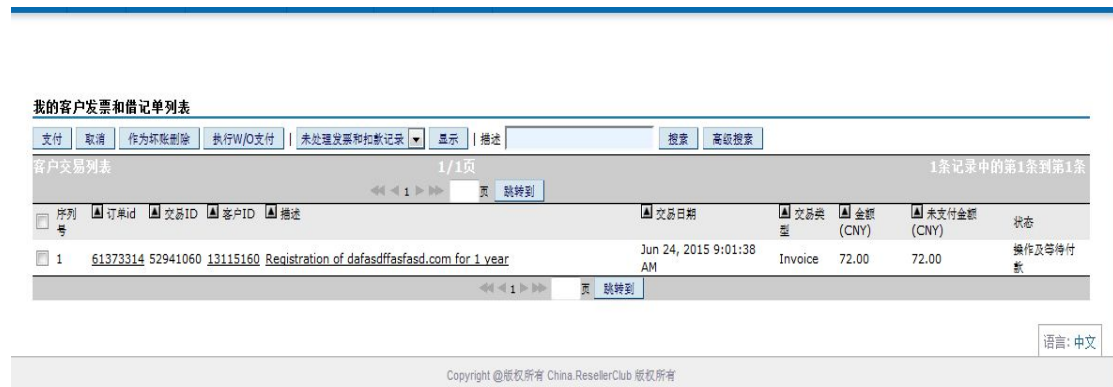 我的客户发票和借记单列表
支付 取消 作为坏账删除 执行W/O支付 | 未处理发票和扣款记录 显示 | 描述 搜索 高级搜索
客户交易列表 1/1页 1条记录中的第1条到第1条
1 页 跳转到
序列号 订单id 交易ID 客户ID 描述 交易日期 交易类型 金额(CNY) 未支付金额(CNY) 状态
1 61373314 52941060 13115160 Registration of dafasdffasfasd.com for 1 year Jun 24, 2015 9:01:38 AM Invoice 72.00 72.00 操作及等待付款
1 页 跳转到
语言: 中文
Copyright @版权所有 China.ResellerClub 版权所有